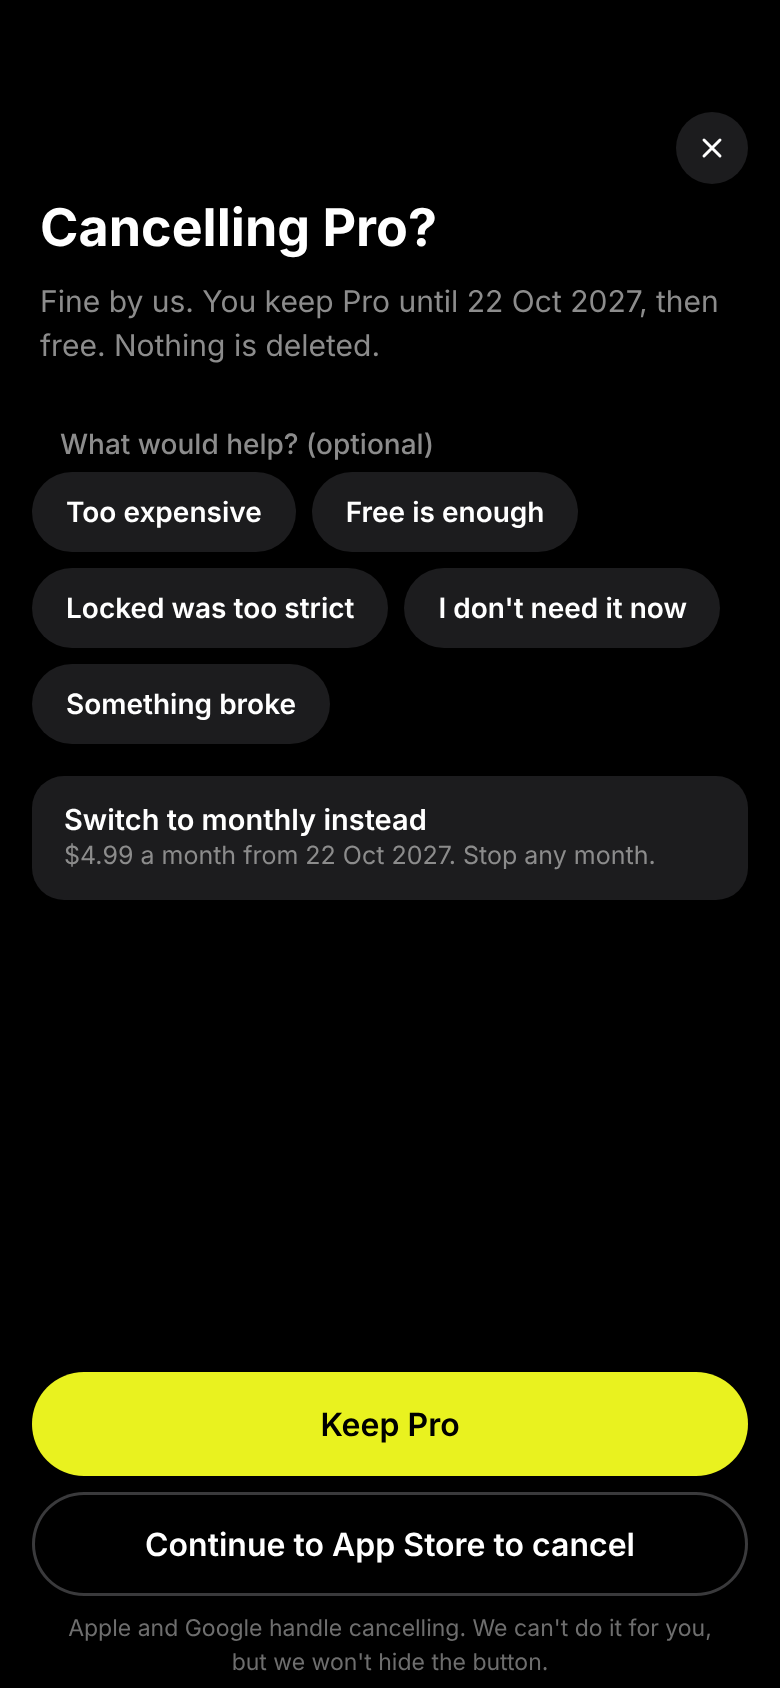 Cancelling Pro?
Fine by us. You keep Pro until 22 Oct 2027, then
free. Nothing is deleted.
What would help? (optional)
Too expensive
Free is enough
Locked was too strict
I don't need it now
Something broke
Switch to monthly instead
$4.99 a month from 22 Oct 2027. Stop any month.
Keep Pro
Continue to App Store to cancel
Apple and Google handle cancelling. We can't do it for you,
but we won't hide the button.